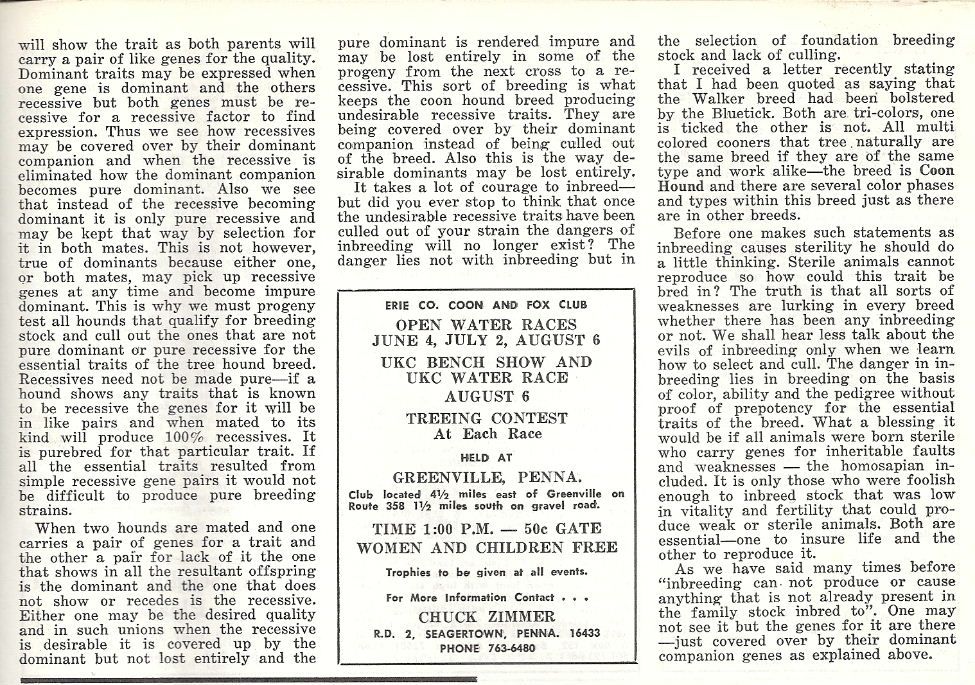 will show the trait as both parents will
carry a pair of like genes for the quality.
Dominant traits may be expressed when
one gene is dominant and the others
recessive but both genes must be re-
cessive for a recessive factor to find
expression. Thus we see how recessives
may be covered over by their dominant
companion and when the recessive is
eliminated how the dominant companion
becomes pure dominant. Also we see
that instead of the recessive becoming
dominant it is only pure recessive and
may be kept that way by selection for
it in both mates. This is not however,
true of dominants because either one,
or both mates, may pick up recessive
genes at any time and become impure
dominant. This is why we must progeny
test all hounds that qualify for breeding
stock and cull out the ones that are not
pure dominant or pure recessive for the
essential traits of the tree hound breed.
Recessives need not be made pure—if a
hound shows any traits that is known
to be recessive the genes for it will be
in like pairs and when mated to its
kind will produce 100% recessives. It
is purebred for that particular trait. If
all the essential traits resulted from
simple recessive gene pairs it would not
be difficult to produce pure breeding
strains.
When two hounds are mated and one
carries a pair of genes for a trait and
the other a pair for lack of it the one
that shows in all the resultant offspring
is the dominant and the one that does
not show or recedes is the recessive.
Either one may be the desired quality
and in such unions when the recessive
is desirable it is covered up by the
dominant but not lost entirely and the
pure dominant is rendered impure and
may be lost entirely in some of the
progeny from the next cross to a re-
cessive. This sort of breeding is what
keeps the coon hound breed producing
undesirable recessive traits. They are
being covered over by their dominant
companion instead of being culled out
of the breed. Also this is the way de-
sirable dominants may be lost entirely.
It takes a lot of courage to inbreed—
but did you ever stop to think that once
the undesirable recessive traits have been
culled out of your strain the dangers of
inbreeding will no longer exist? The
danger lies not with inbreeding but in
ERIE CO. COON AND FOX CLUB
OPEN WATER RACES
JUNE 4, JULY 2, AUGUST 6
UKC BENCH SHOW AND
UKC WATER RACE
AUGUST 6
TREEING CONTEST
At Each Race
HELD AT
GREENVILLE, PENNA.
Club located 4½ miles east of Greenville on
Route 358 1½ miles south on gravel road.
TIME 1:00 P.M. — 50c GATE
WOMEN AND CHILDREN FREE
Trophies to be given at all events.
For More Information Contact . . .
CHUCK ZIMMER
R.D. 2, SEAGERTOWN, PENNA. 16433
PHONE 763-6480
the selection of foundation breeding
stock and lack of culling.
I received a letter recently stating
that I had been quoted as saying that
the Walker breed had been bolstered
by the Bluetick. Both are tri-colors, one
is ticked the other is not. All multi
colored cooners that tree naturally are
the same breed if they are of the same
type and work alike—the breed is Coon
Hound and there are several color phases
and types within this breed just as there
are in other breeds.
Before one makes such statements as
inbreeding causes sterility he should do
a little thinking. Sterile animals cannot
reproduce so how could this trait be
bred in? The truth is that all sorts of
weaknesses are lurking in every breed
whether there has been any inbreeding
or not. We shall hear less talk about the
evils of inbreeding only when we learn
how to select and cull. The danger in in-
breeding lies in breeding on the basis
of color, ability and the pedigree without
proof of prepotency for the essential
traits of the breed. What a blessing it
would be if all animals were born sterile
who carry genes for inheritable faults
and weaknesses — the homosapian in-
cluded. It is only those who were foolish
enough to inbreed stock that was low
in vitality and fertility that could pro-
duce weak or sterile animals. Both are
essential—one to insure life and the
other to reproduce it.
As we have said many times before
"inbreeding can not produce or cause
anything that is not already present in
the family stock inbred to". One may
not see it but the genes for it are there
—just covered over by their dominant
companion genes as explained above.